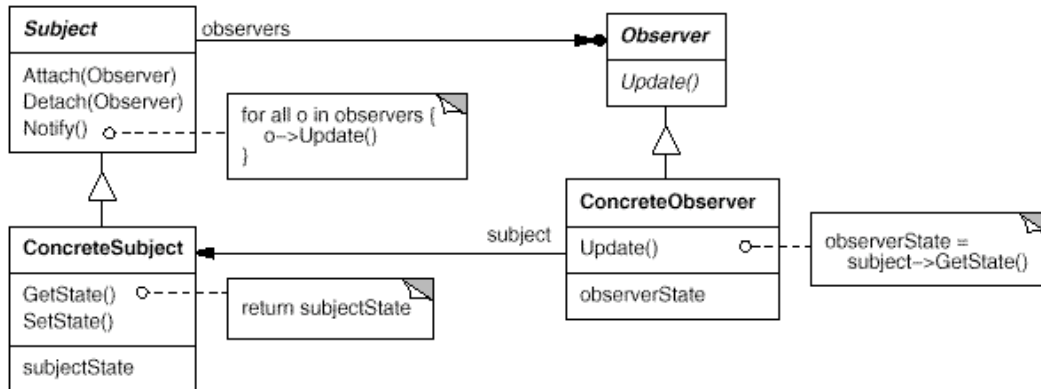 Subject
observers
Observer
Attach(Observer)
Detach(Observer)
Notify()
Update()
for all o in observers {
o->Update()
}
ConcreteSubject
subject
ConcreteObserver
GetState()
SetState()
return subjectState
Update()
observerState =
subject->GetState()
observerState
subjectState